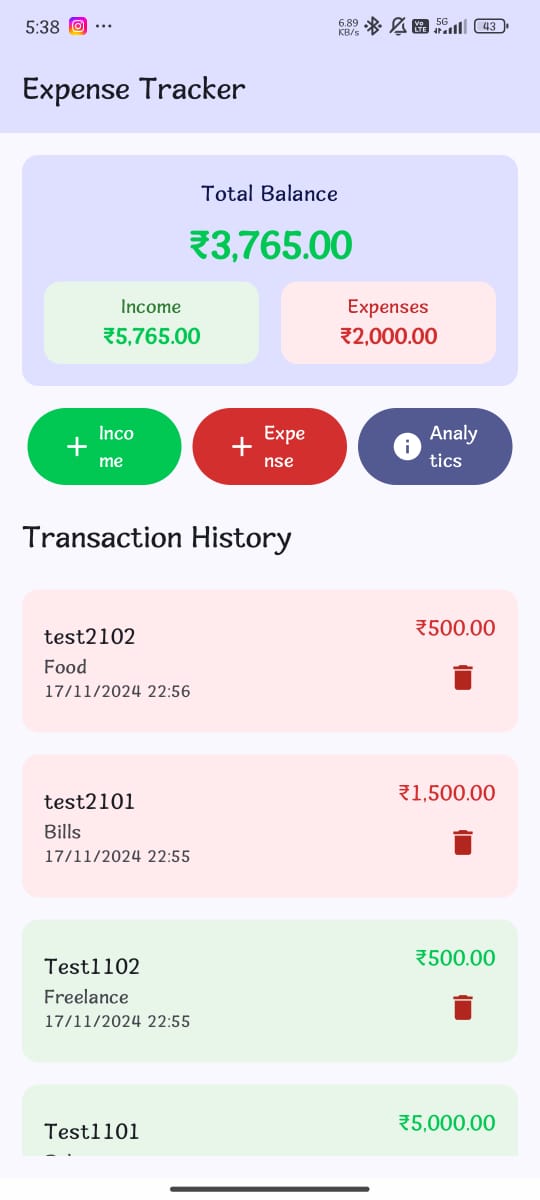 5:38
6.89
KB/s
Vo
LTE
5G
43
Expense Tracker
Total Balance
₹3,765.00
Income
₹5,765.00
Expenses
₹2,000.00
Inco
me
Expe
nse
Analy
tics
Transaction History
test2102
₹500.00
Food
17/11/2024 22:56
test2101
₹1,500.00
Bills
17/11/2024 22:55
Test1102
₹500.00
Freelance
17/11/2024 22:55
Test1101
₹5,000.00